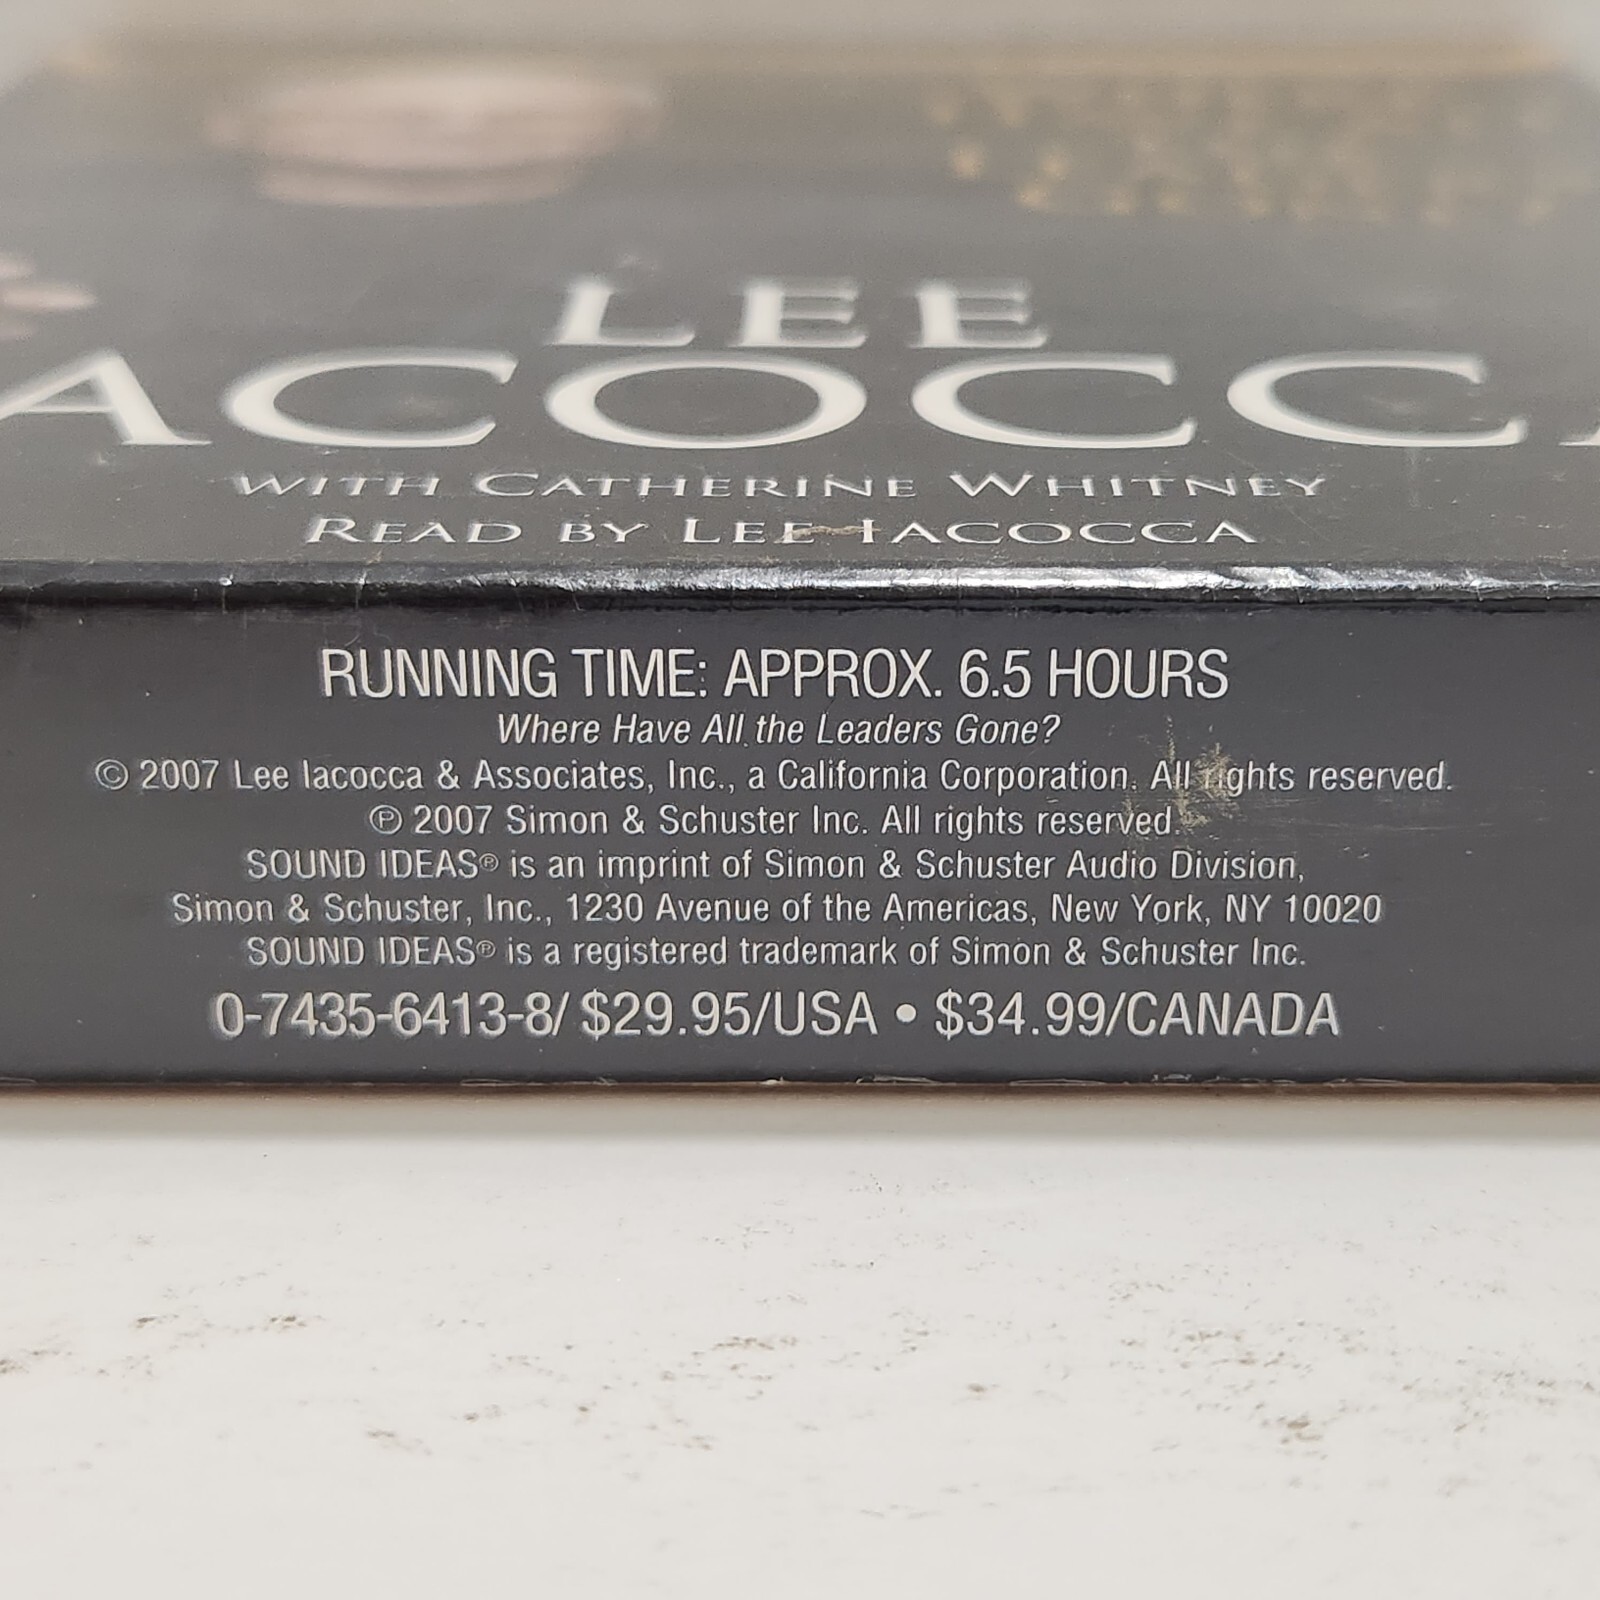 LEE
ACOCC
WITH CATHERINE WHITNEY
READ BY LEE IACOCCA
RUNNING TIME: APPROX. 6.5 HOURS
Where Have All the Leaders Gone?
© 2007 Lee Iacocca & Associates, Inc., a California Corporation. All rights reserved.
℗ 2007 Simon & Schuster Inc. All rights reserved.
SOUND IDEAS® is an imprint of Simon & Schuster Audio Division,
Simon & Schuster, Inc., 1230 Avenue of the Americas, New York, NY 10020
SOUND IDEAS® is a registered trademark of Simon & Schuster Inc.
0-7435-6413-8/ $29.95/USA • $34.99/CANADA